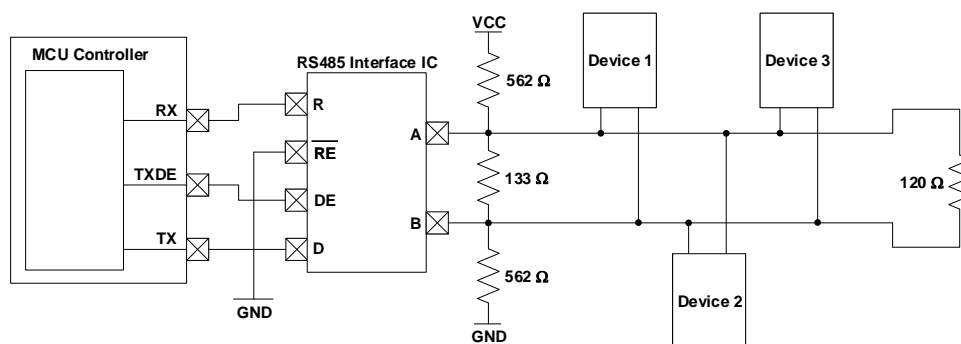 MCU Controller
RX
TXDE
TX
RS485 Interface IC
R
RE
DE
D
A
B
GND
VCC
562 Ω
133 Ω
562 Ω
GND
Device 1
Device 3
Device 2
120 Ω